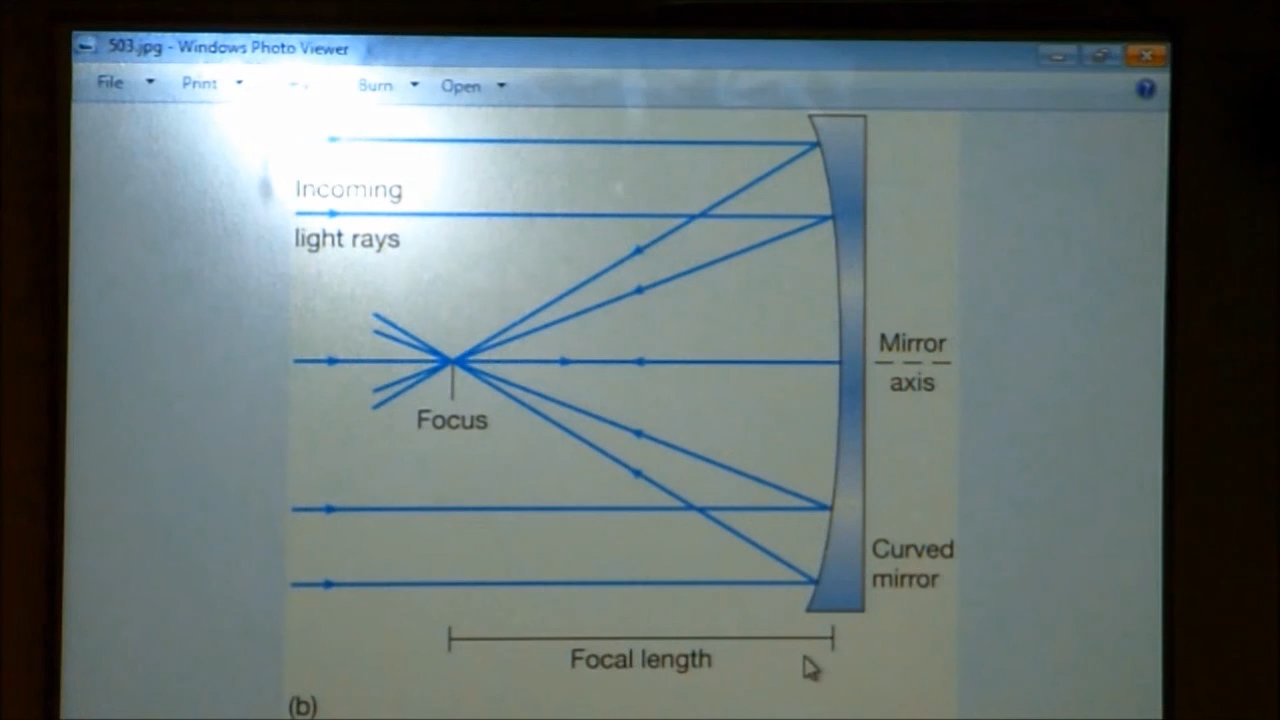 503.jpg - Windows Photo Viewer
File Print Burn Open
Incoming
light rays
Mirror
axis
Focus
Curved
mirror
Focal length
(b)